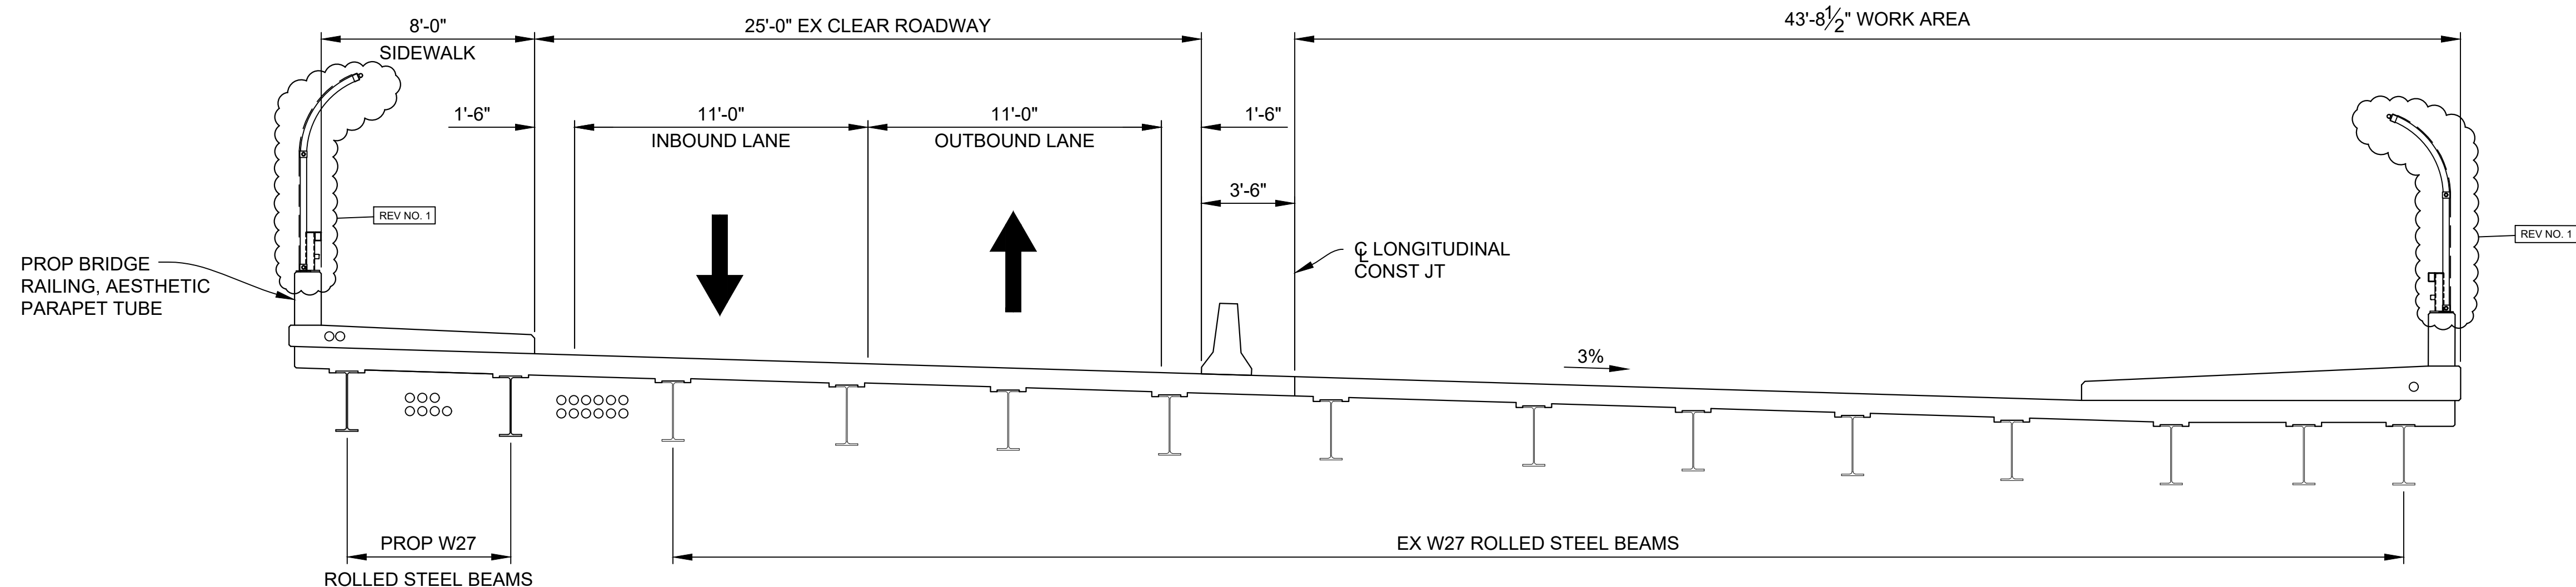 8'-0"
SIDEWALK
25'-0" EX CLEAR ROADWAY
43'-8½" WORK AREA
1'-6"
11'-0"
INBOUND LANE
11'-0"
OUTBOUND LANE
1'-6"
3'-6"
REV NO. 1
REV NO. 1
PROP BRIDGE
RAILING, AESTHETIC
PARAPET TUBE
℄ LONGITUDINAL
CONST JT
3%
PROP W27
ROLLED STEEL BEAMS
EX W27 ROLLED STEEL BEAMS